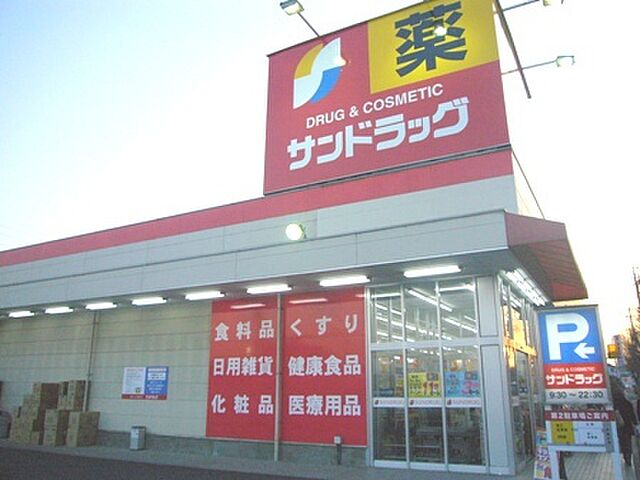 薬
DRUG & COSMETIC
サンドラッグ
食料品
日用雑貨
化粧品
くすり
健康食品
医療用品
P
DRUG & COSMETIC
サンドラッグ
9:30～22:30
第2駐車場ご案内